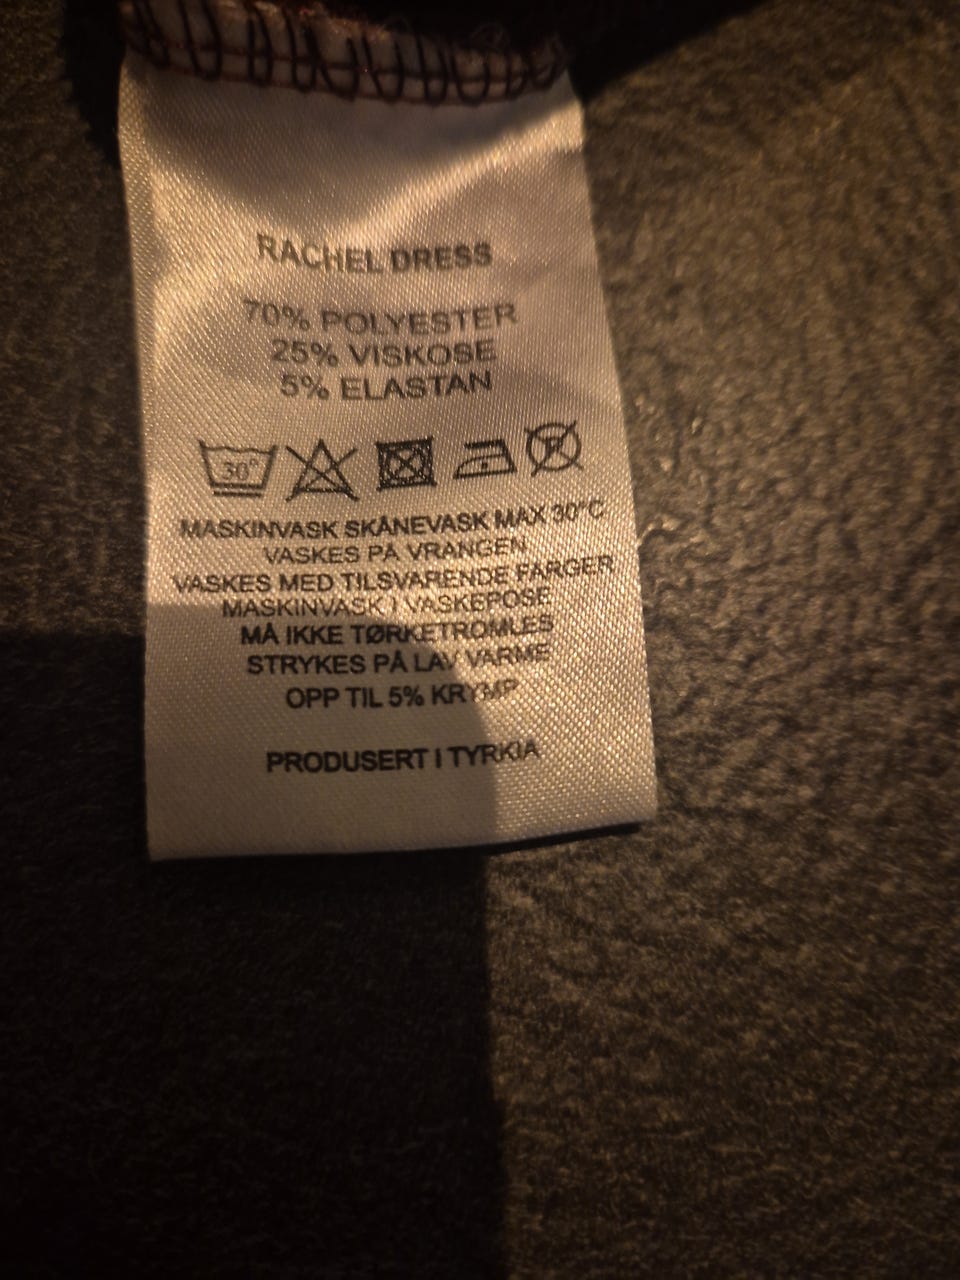 RACHEL DRESS
70% POLYESTER
25% VISKOSE
5% ELASTAN
30° P
MASKINVASK SKÅNEVASK MAX 30°C
VASKES PÅ VRANGEN
VASKES MED TILSVARENDE FARGER
MASKINVASK I VASKEPOSE
MÅ IKKE TØRKETROMLES
STRYKES PÅ LAV VARME
OPP TIL 5% KRYMP
PRODUSERT I TYRKIA